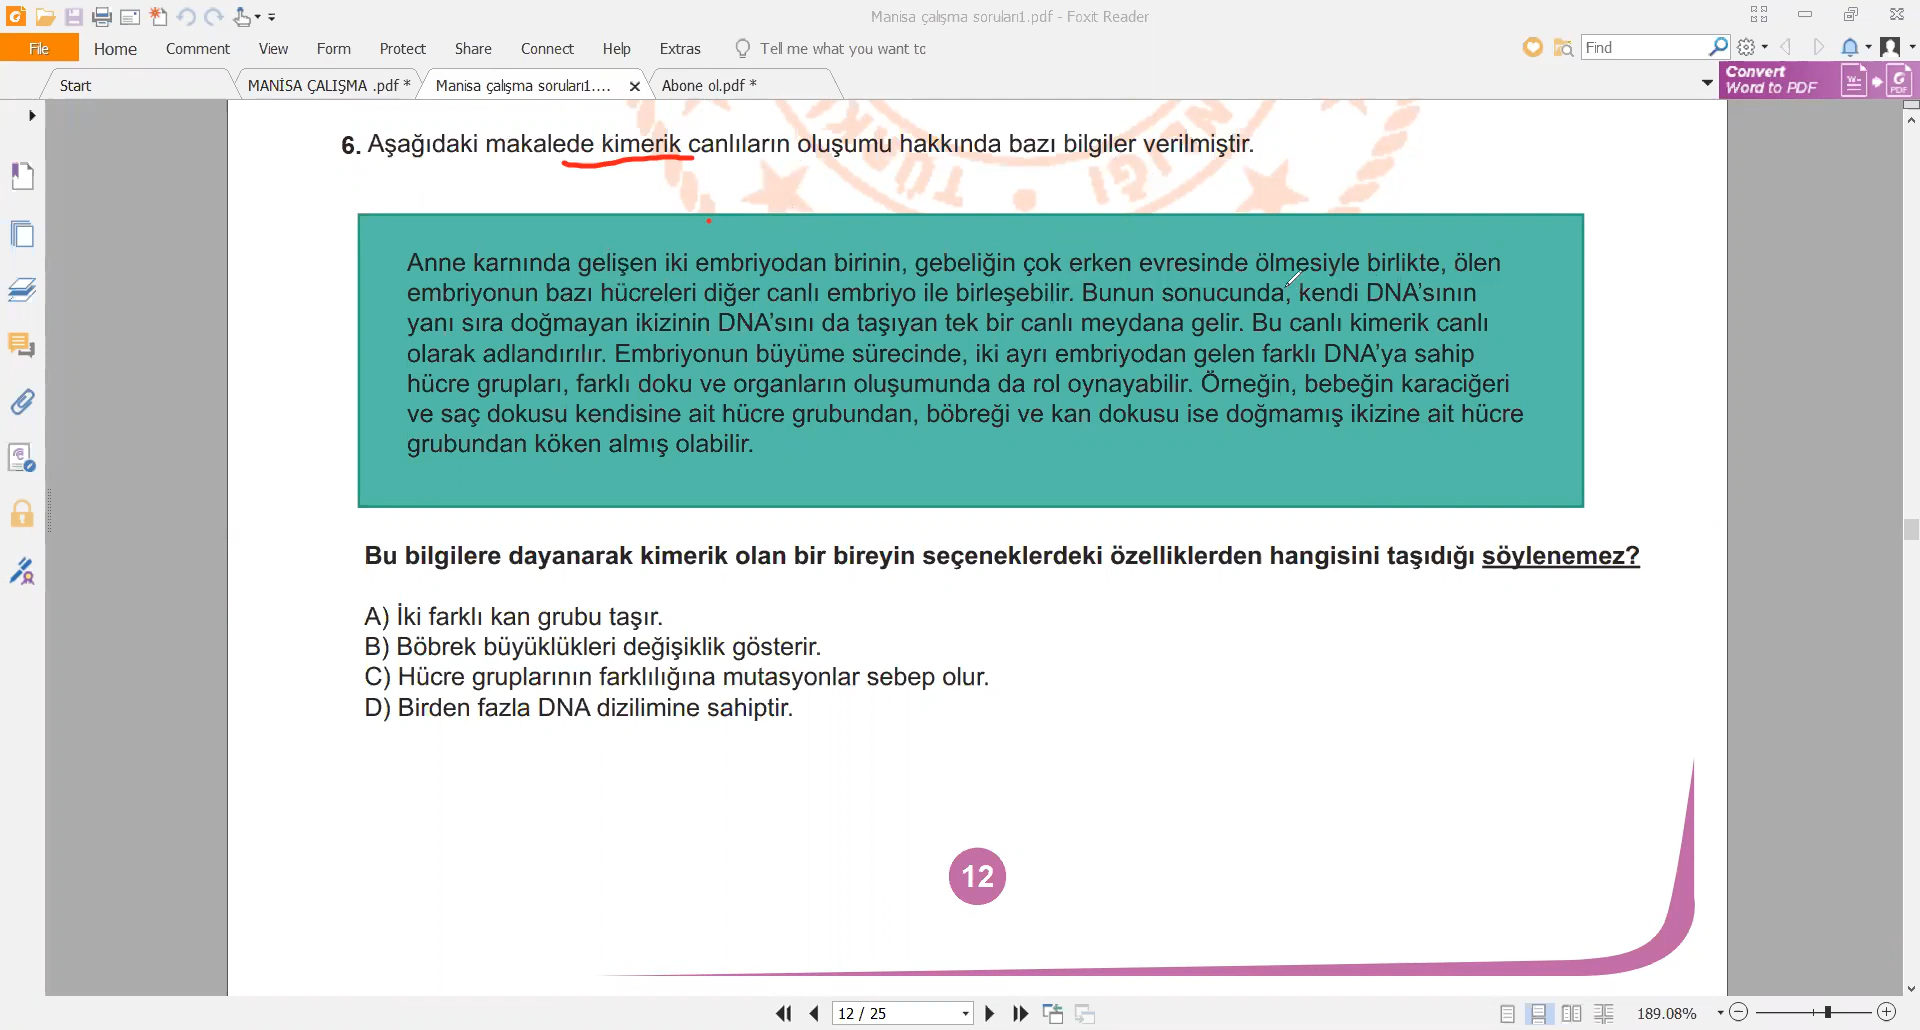 Manisa çalışma soruları1.pdf - Foxit Reader
File Home Comment View Form Protect Share Connect Help Extras Tell me what you want to Find
Start MANİSA ÇALIŞMA .pdf * Manisa çalışma soruları1.... Abone ol.pdf *
Convert
Word to PDF
PDF
TÜRKİ
NLIĞI
6. Aşağıdaki makalede kimerik canlıların oluşumu hakkında bazı bilgiler verilmiştir.
Anne karnında gelişen iki embriyodan birinin, gebeliğin çok erken evresinde ölmesiyle birlikte, ölen
embriyonun bazı hücreleri diğer canlı embriyo ile birleşebilir. Bunun sonucunda, kendi DNA’sının
yanı sıra doğmayan ikizinin DNA’sını da taşıyan tek bir canlı meydana gelir. Bu canlı kimerik canlı
olarak adlandırılır. Embriyonun büyüme sürecinde, iki ayrı embriyodan gelen farklı DNA’ya sahip
hücre grupları, farklı doku ve organların oluşumunda da rol oynayabilir. Örneğin, bebeğin karaciğeri
ve saç dokusu kendisine ait hücre grubundan, böbreği ve kan dokusu ise doğmamış ikizine ait hücre
grubundan köken almış olabilir.
Bu bilgilere dayanarak kimerik olan bir bireyin seçeneklerdeki özelliklerden hangisini taşıdığı söylenemez?
A) İki farklı kan grubu taşır.
B) Böbrek büyüklükleri değişiklik gösterir.
C) Hücre gruplarının farklılığına mutasyonlar sebep olur.
D) Birden fazla DNA dizilimine sahiptir.
12
12 / 25
189.08%